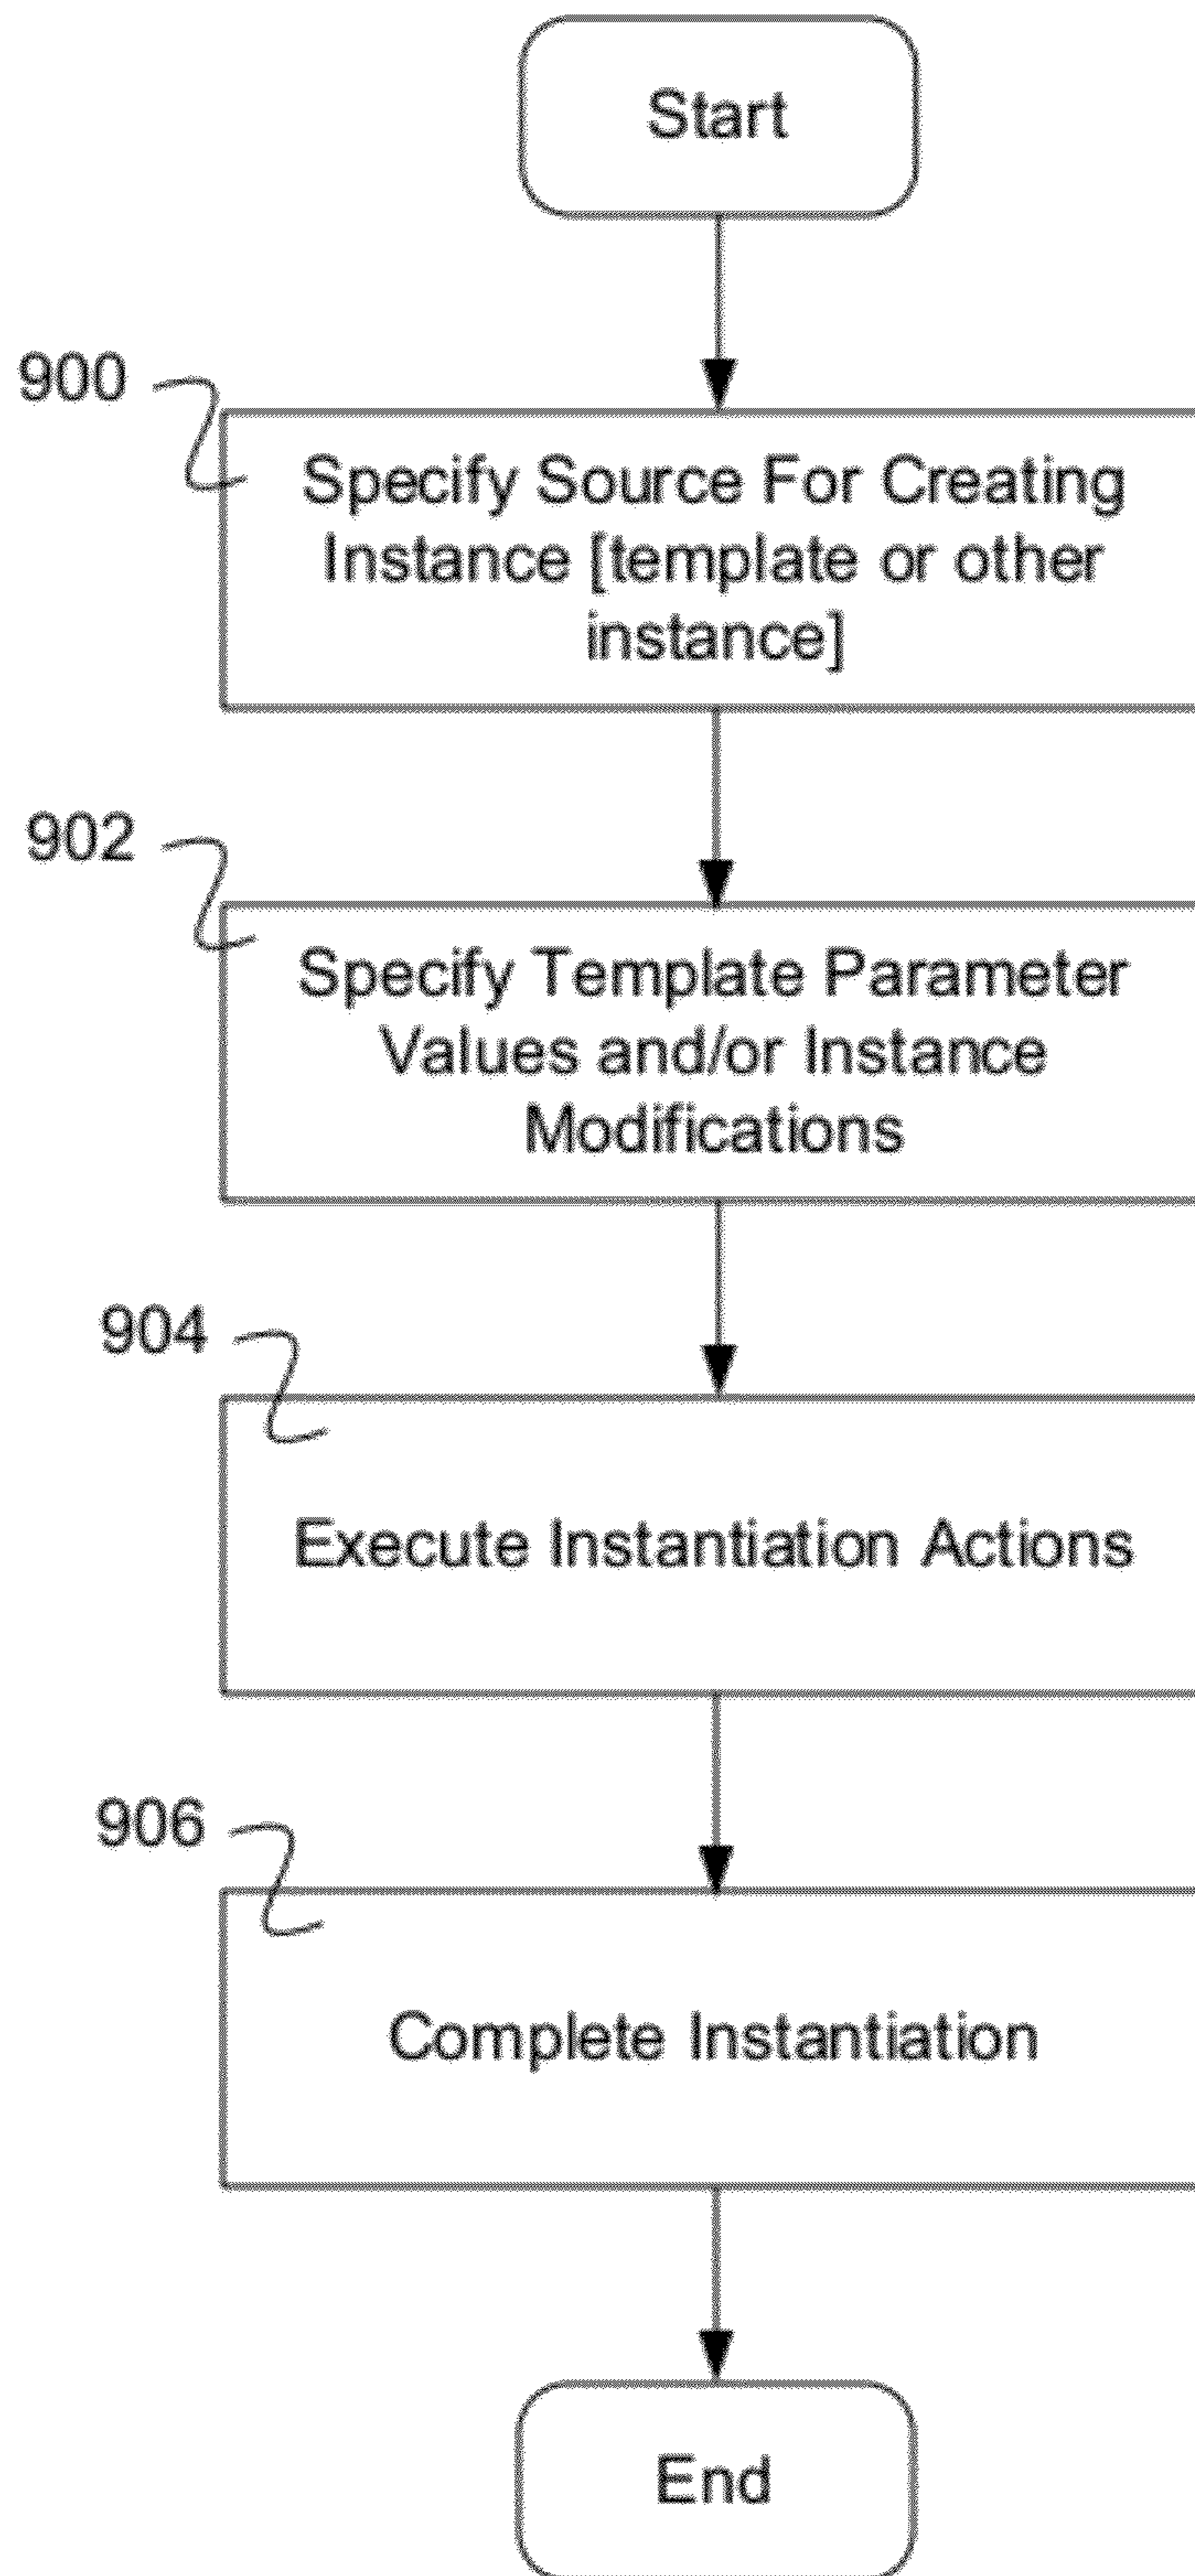 Start
900
Specify Source For Creating
Instance [template or other
instance]
902
Specify Template Parameter
Values and/or Instance
Modifications
904
Execute Instantiation Actions
906
Complete Instantiation
End